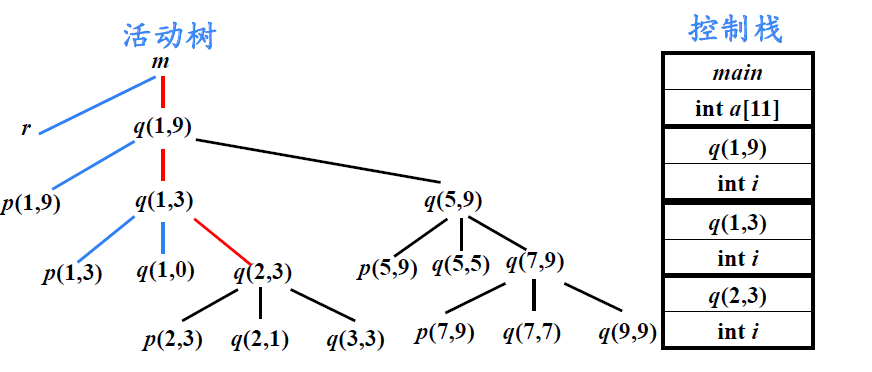 活动树
m
r
q(1,9)
p(1,9)
q(1,3)
q(5,9)
p(1,3)
q(1,0)
q(2,3)
p(5,9)
q(5,5)
q(7,9)
p(2,3)
q(2,1)
q(3,3)
p(7,9)
q(7,7)
q(9,9)
控制栈
main
int a[11]
q(1,9)
int i
q(1,3)
int i
q(2,3)
int i